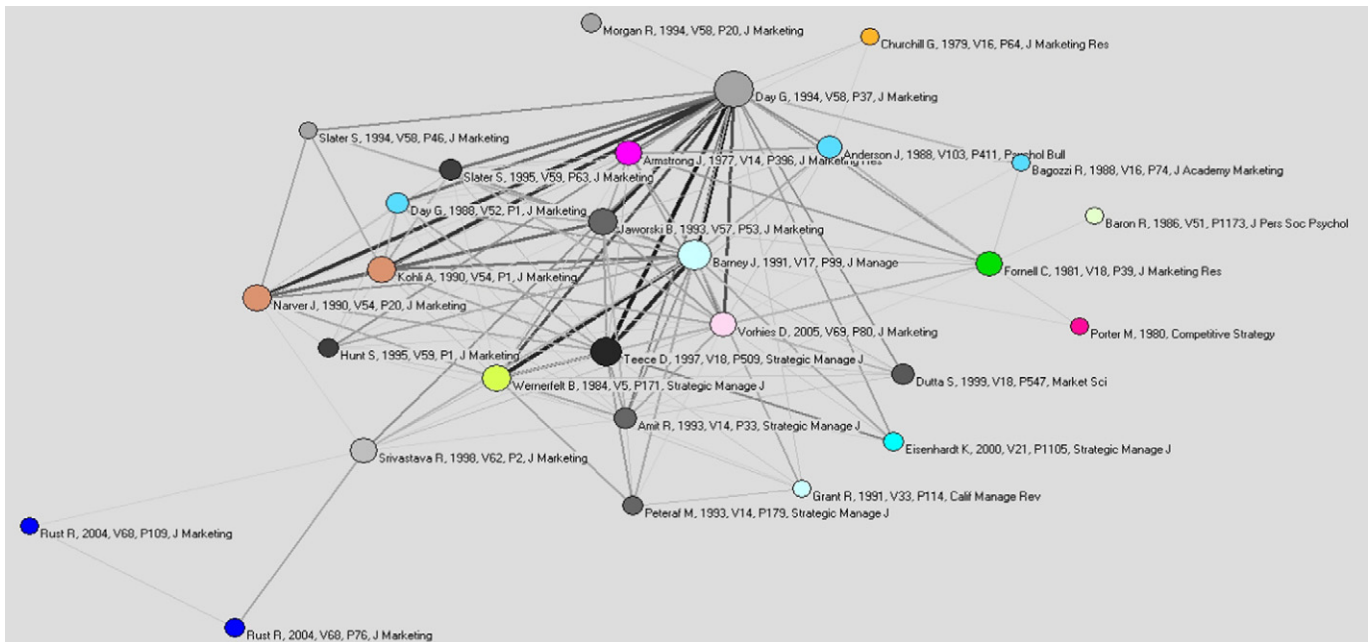 Morgan R, 1994, V58, P20, J Marketing
Churchill G, 1979, V16, P64, J Marketing Res
Day G, 1994, V58, P37, J Marketing
Slater S, 1994, V58, P46, J Marketing
Anderson J, 1988, V103, P411, Psychol Bull
Armstrong J, 1977, V14, P396, J Marketing Res
Bagozzi R, 1988, V16, P74, J Academy Marketing
Slater S, 1995, V59, P63, J Marketing
Day G, 1988, V52, P1, J Marketing
Baron R, 1986, V51, P1173, J Pers Soc Psychol
Jaworski B, 1993, V57, P53, J Marketing
Barney J, 1991, V17, P99, J Manage
Fornell C, 1981, V18, P39, J Marketing Res
Kohli A, 1990, V54, P1, J Marketing
Narver J, 1990, V54, P20, J Marketing
Vorhies D, 2005, V69, P80, J Marketing
Porter M, 1980, Competitive Strategy
Hunt S, 1995, V59, P1, J Marketing
Teece D, 1997, V18, P509, Strategic Manage J
Dutta S, 1999, V18, P547, Market Sci
Wernerfelt B, 1984, V5, P171, Strategic Manage J
Amit R, 1993, V14, P33, Strategic Manage J
Eisenhardt K, 2000, V21, P1105, Strategic Manage J
Srivastava R, 1998, V62, P2, J Marketing
Grant R, 1991, V33, P114, Calif Manage Rev
Peteraf M, 1993, V14, P179, Strategic Manage J
Rust R, 2004, V68, P109, J Marketing
Rust R, 2004, V68, P76, J Marketing